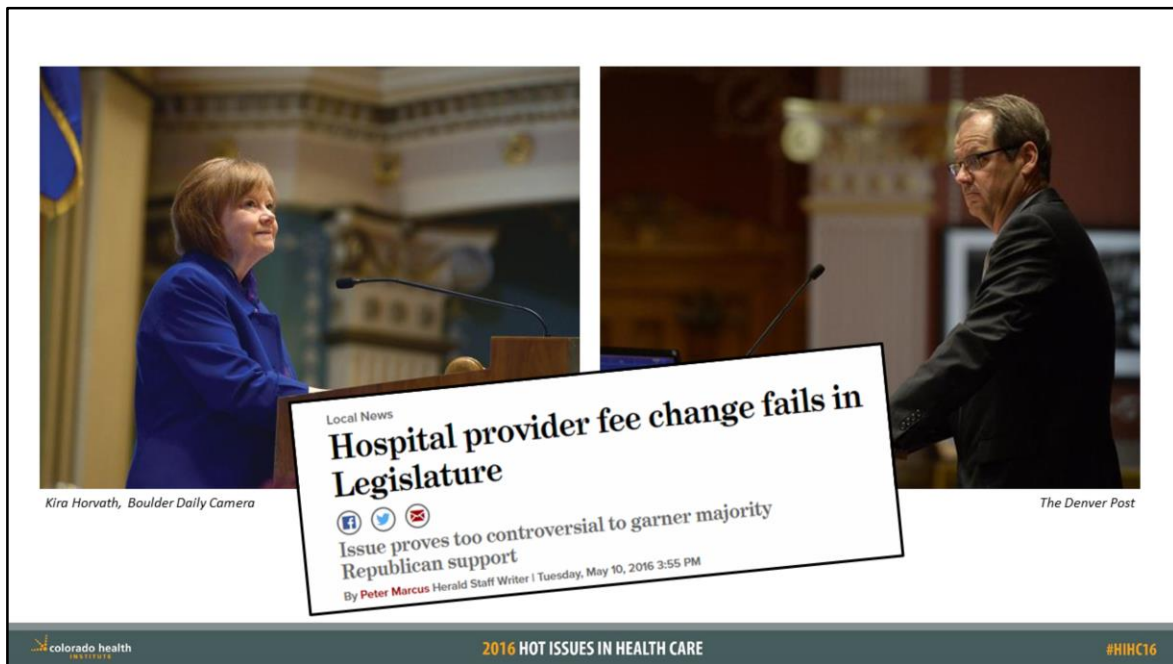 Kira Horvath, Boulder Daily Camera
The Denver Post
Local News
Hospital provider fee change fails in
Legislature
Issue proves too controversial to garner majority
Republican support
By Peter Marcus Herald Staff Writer | Tuesday, May 10, 2016 3:55 PM
colorado health
INSTITUTE
2016 HOT ISSUES IN HEALTH CARE
#HIHC16